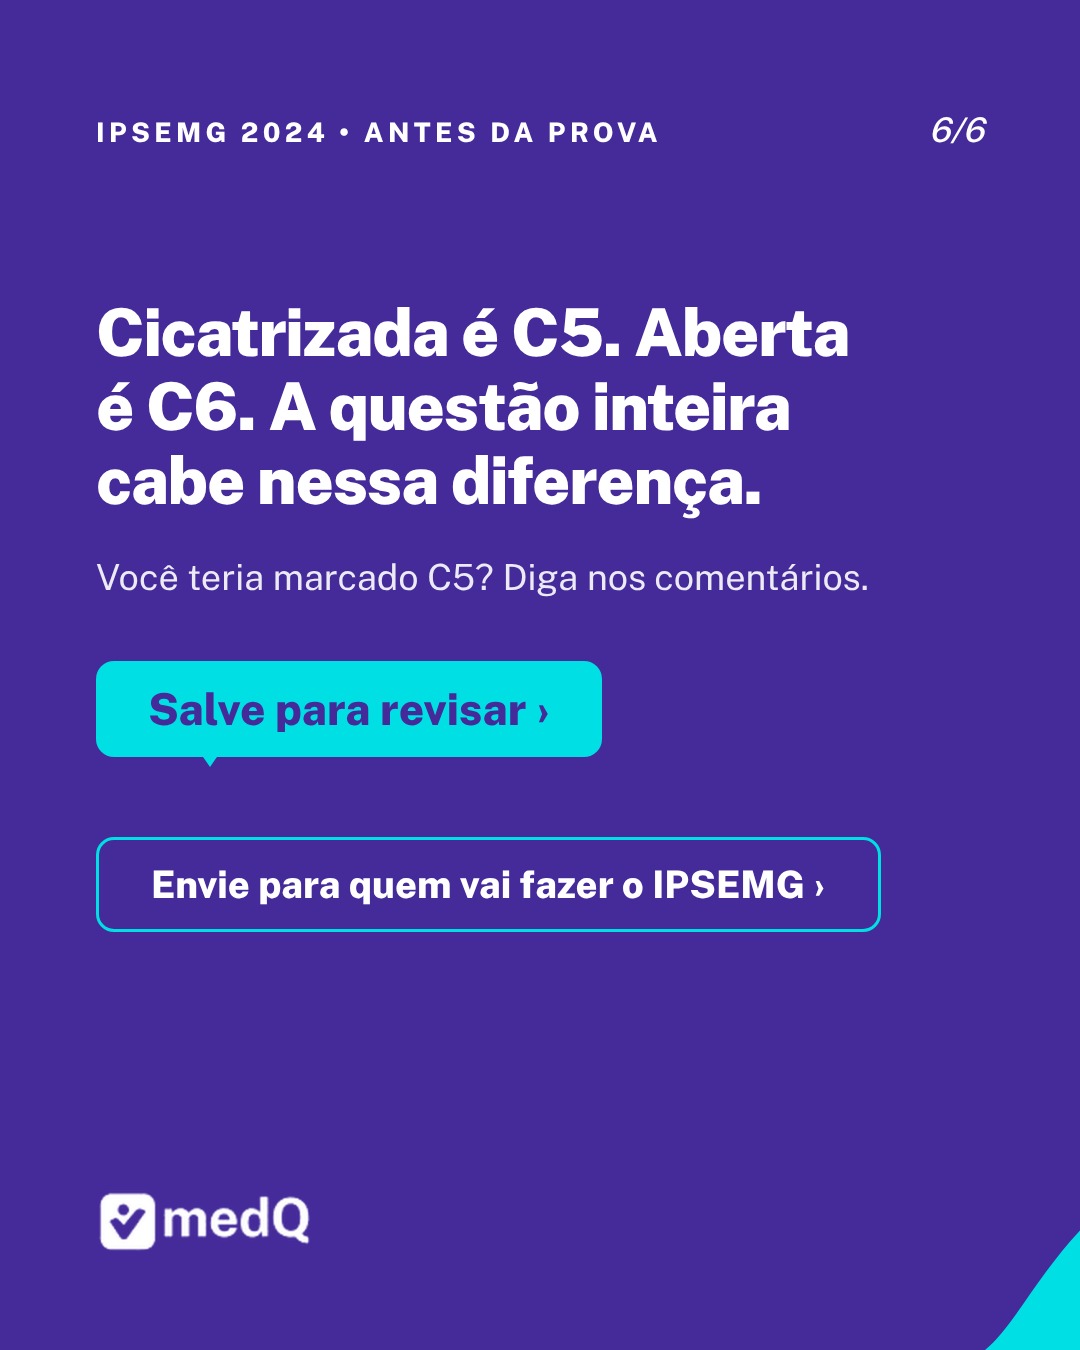 IPSEMG 2024 • ANTES DA PROVA
6/6
Cicatrizada é C5. Aberta
é C6. A questão inteira
cabe nessa diferença.
Você teria marcado C5? Diga nos comentários.
Salve para revisar ›
Envie para quem vai fazer o IPSEMG ›
medQ